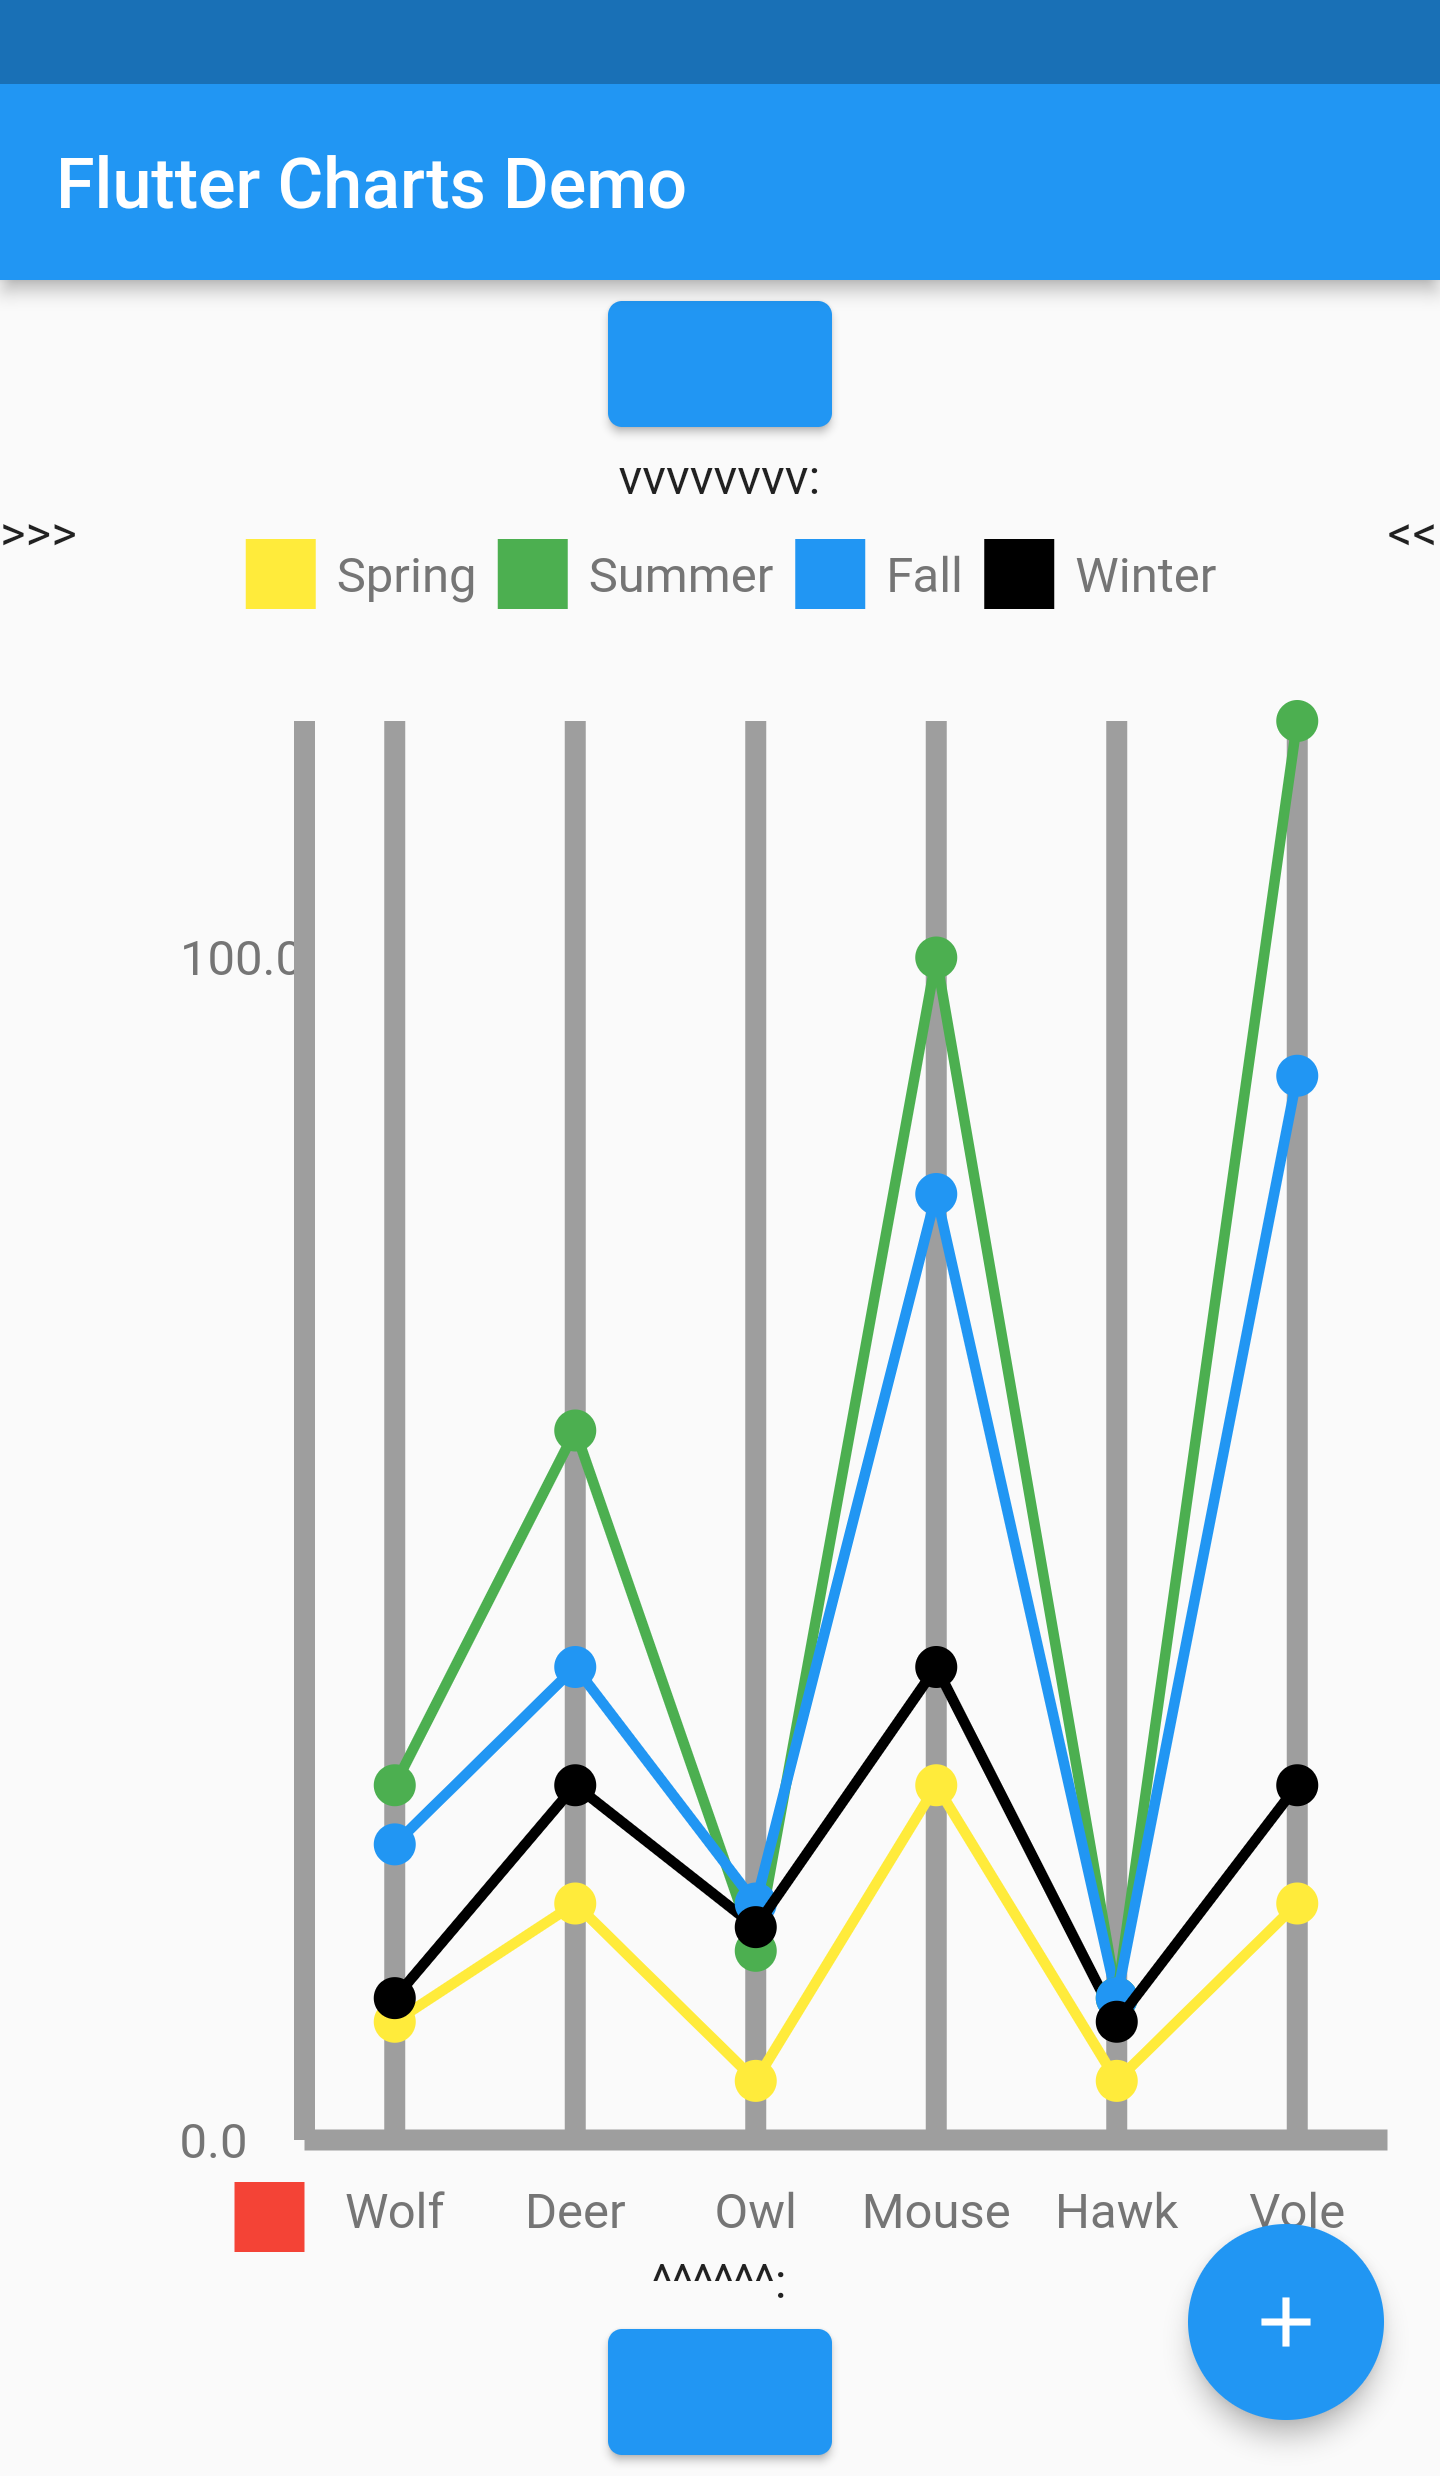 Flutter Charts Demo
vvvvvvvv:
>>> <<
Spring Summer Fall Winter
100.0
0.0
Wolf Deer Owl Mouse Hawk Vole
^^^^^^:
+